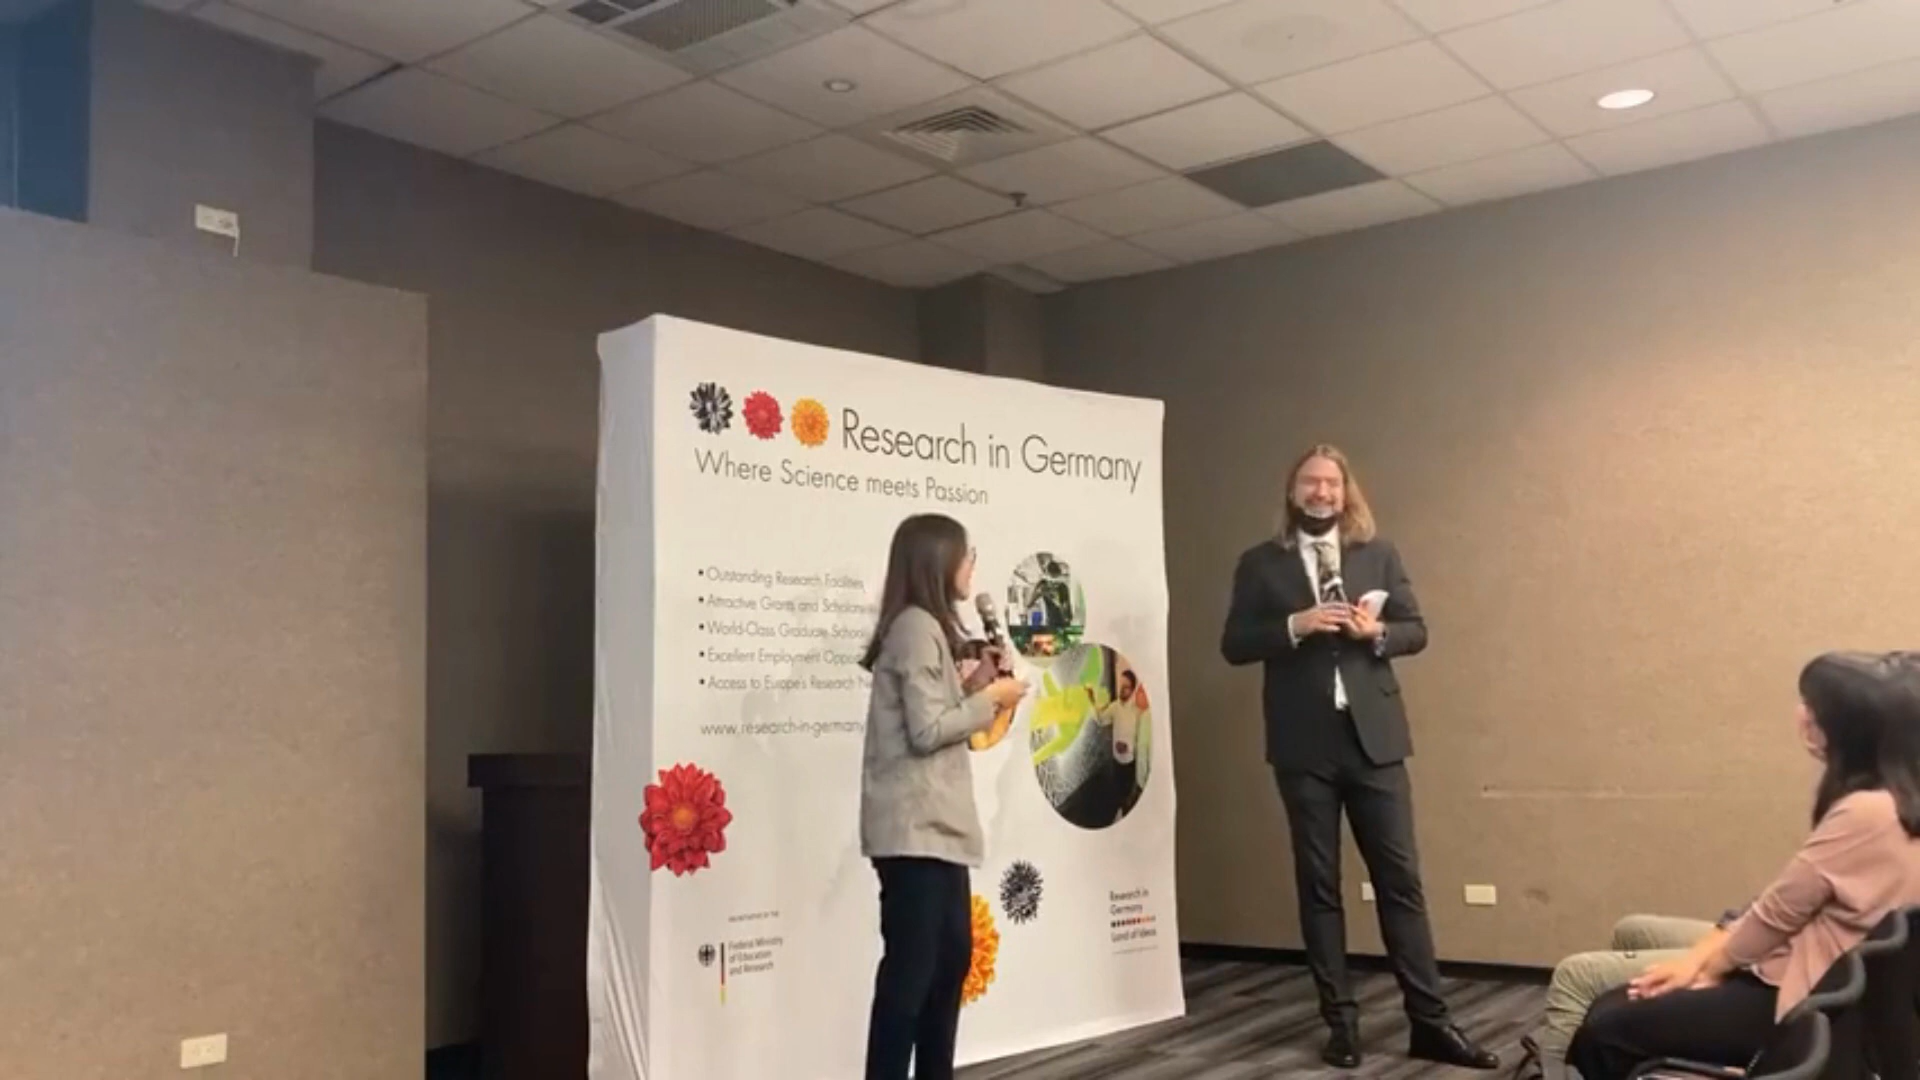 Research in Germany
Where Science meets Passion
• Outstanding Research Facilities
• Attractive Grants and
• World-Class Graduate
• Excellent Employment
• Access to Europe's Research
www.research-in-germany
Federal Ministry
of Education
and Research
Research in
Germany
Land of Ideas